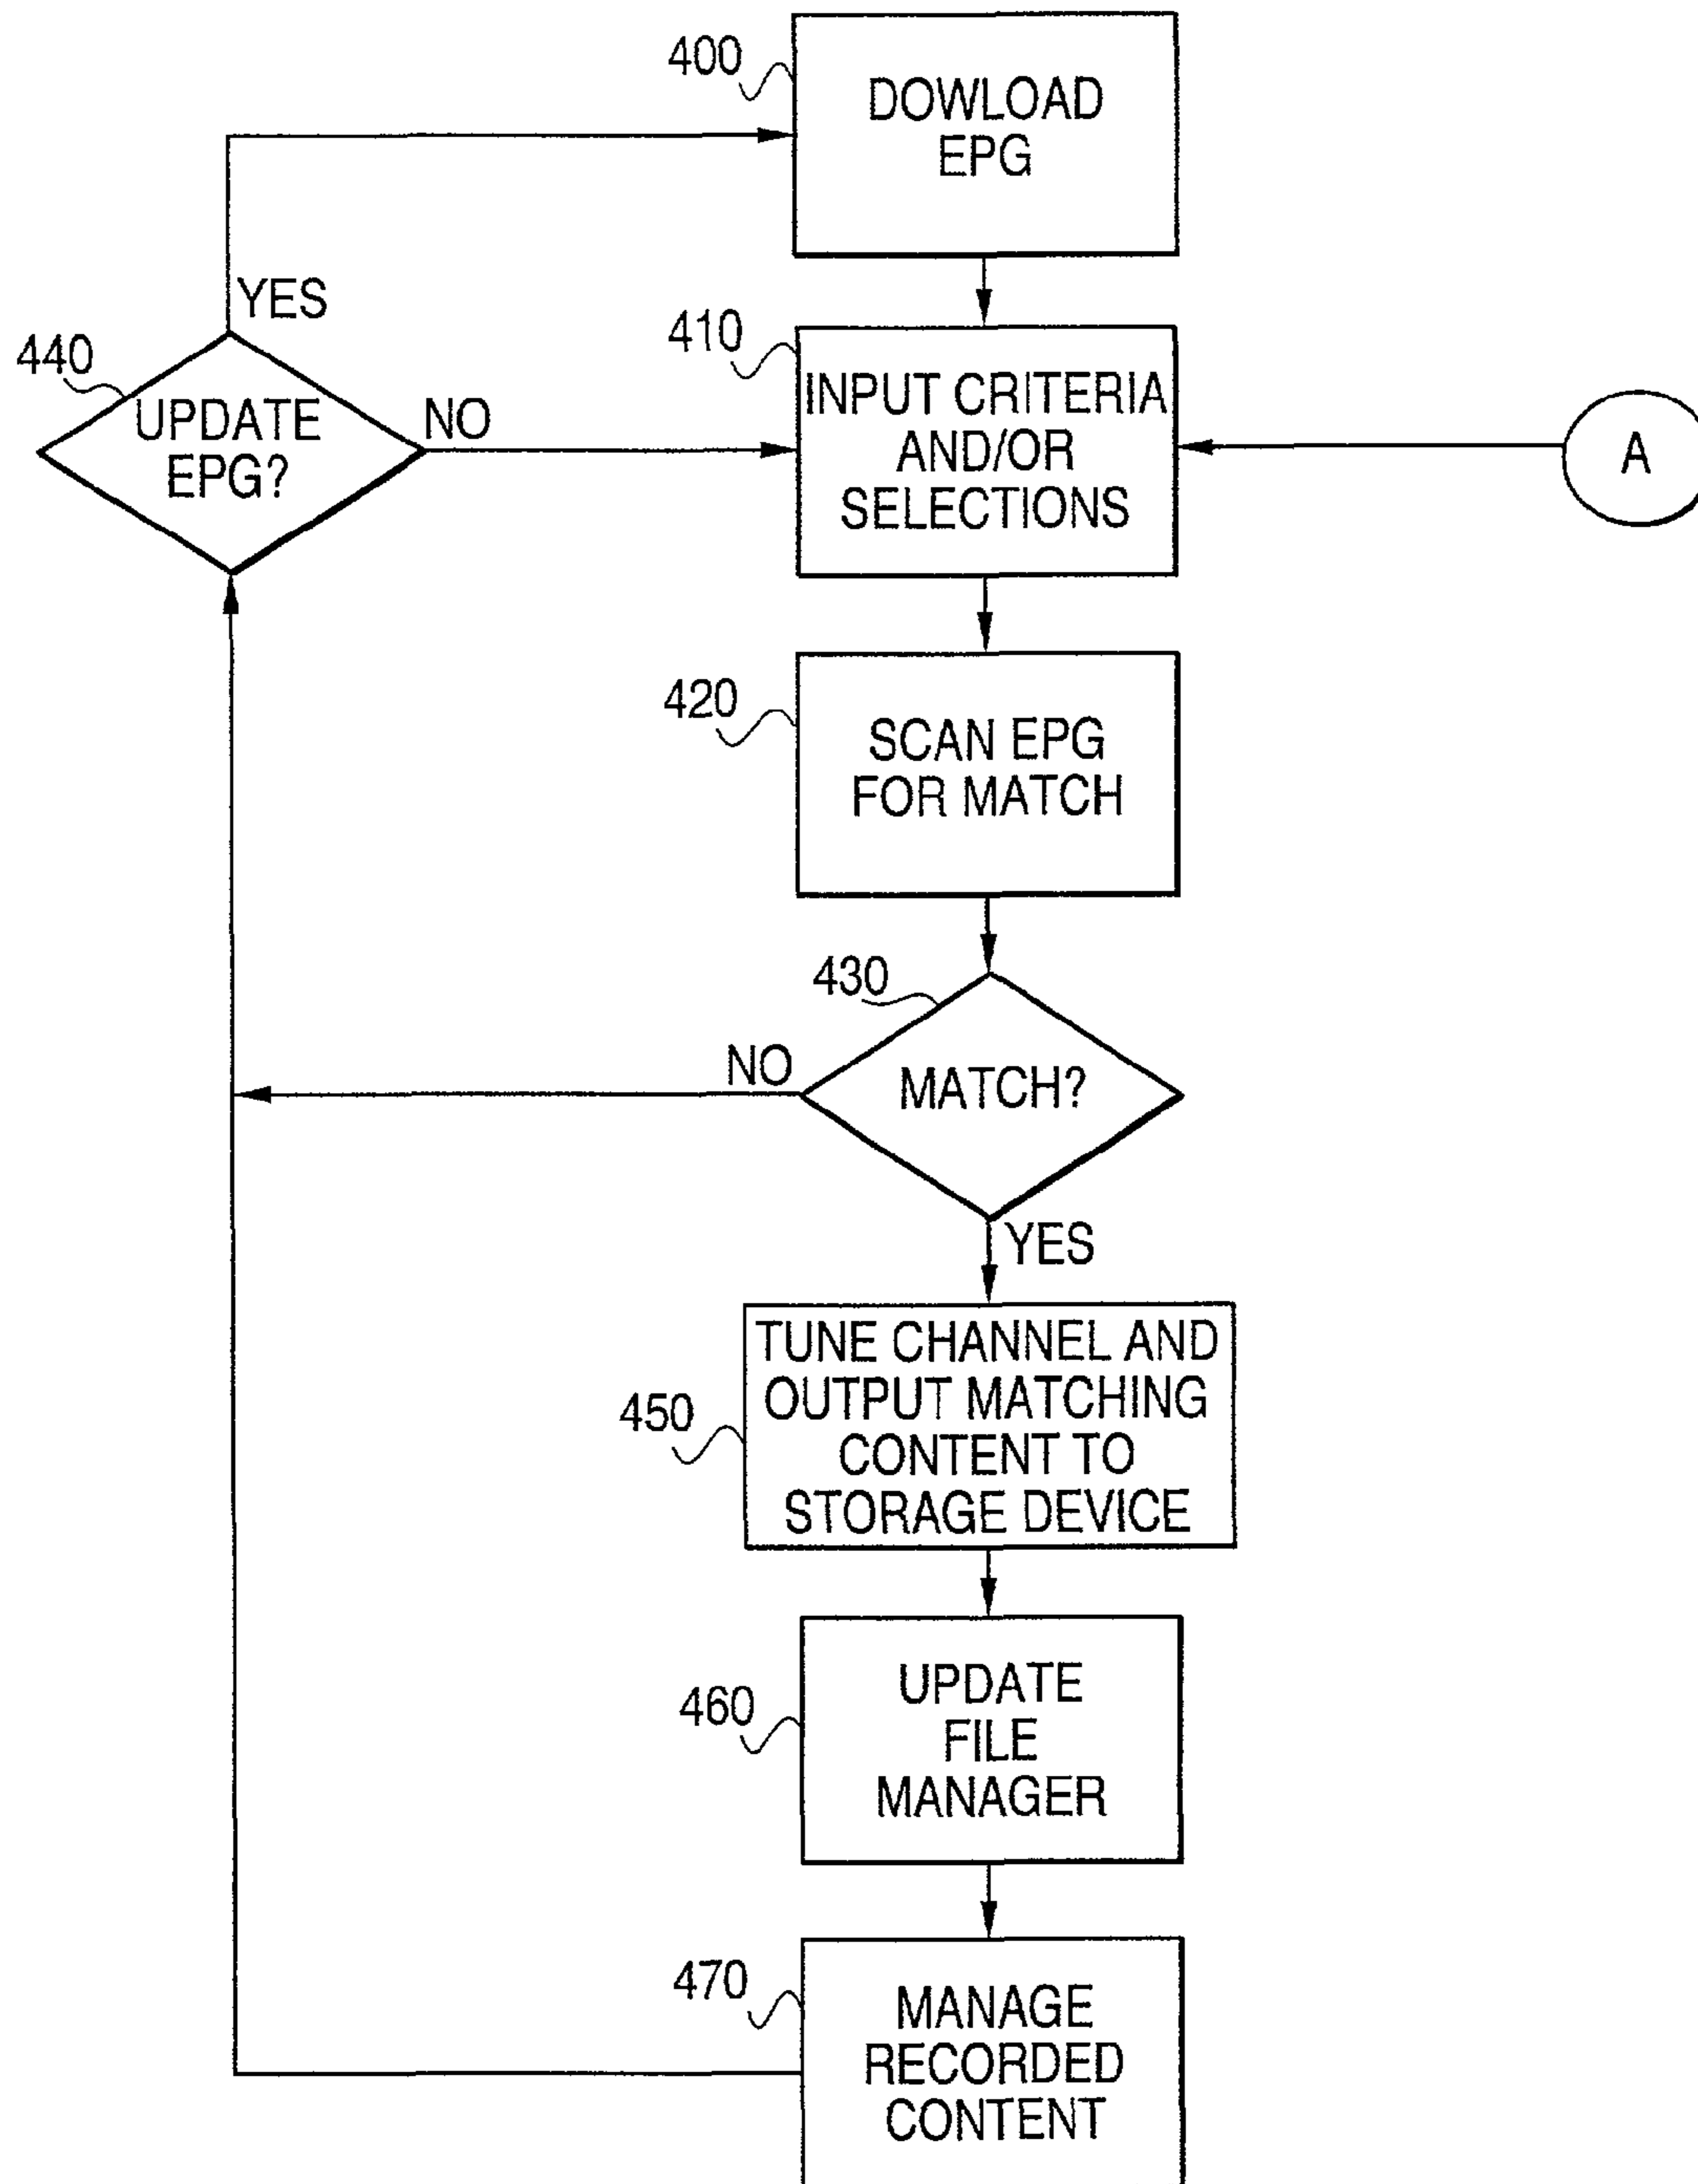 400
DOWLOAD
EPG
YES
440
UPDATE
EPG?
NO
410
INPUT CRITERIA
AND/OR
SELECTIONS
A
420
SCAN EPG
FOR MATCH
430
NO
MATCH?
YES
450
TUNE CHANNEL AND
OUTPUT MATCHING
CONTENT TO
STORAGE DEVICE
460
UPDATE
FILE
MANAGER
470
MANAGE
RECORDED
CONTENT